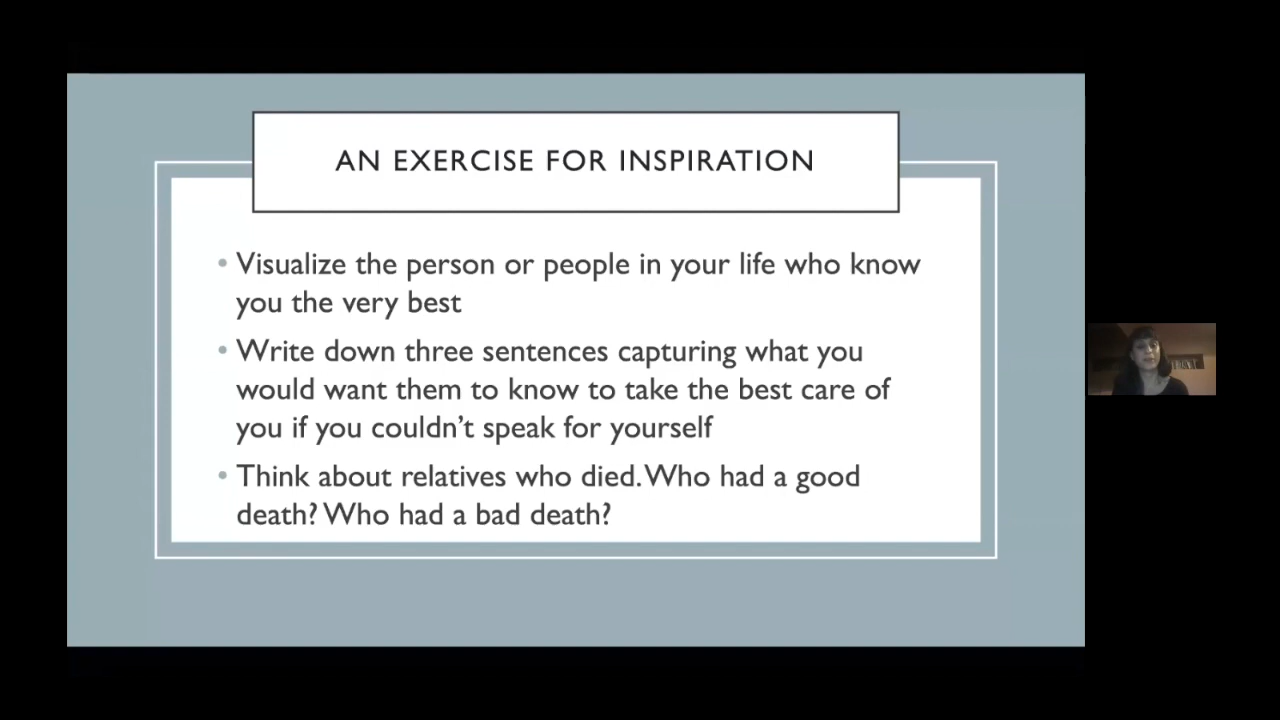 AN EXERCISE FOR INSPIRATION
• Visualize the person or people in your life who know
you the very best
• Write down three sentences capturing what you
would want them to know to take the best care of
you if you couldn't speak for yourself
• Think about relatives who died. Who had a good
death? Who had a bad death?